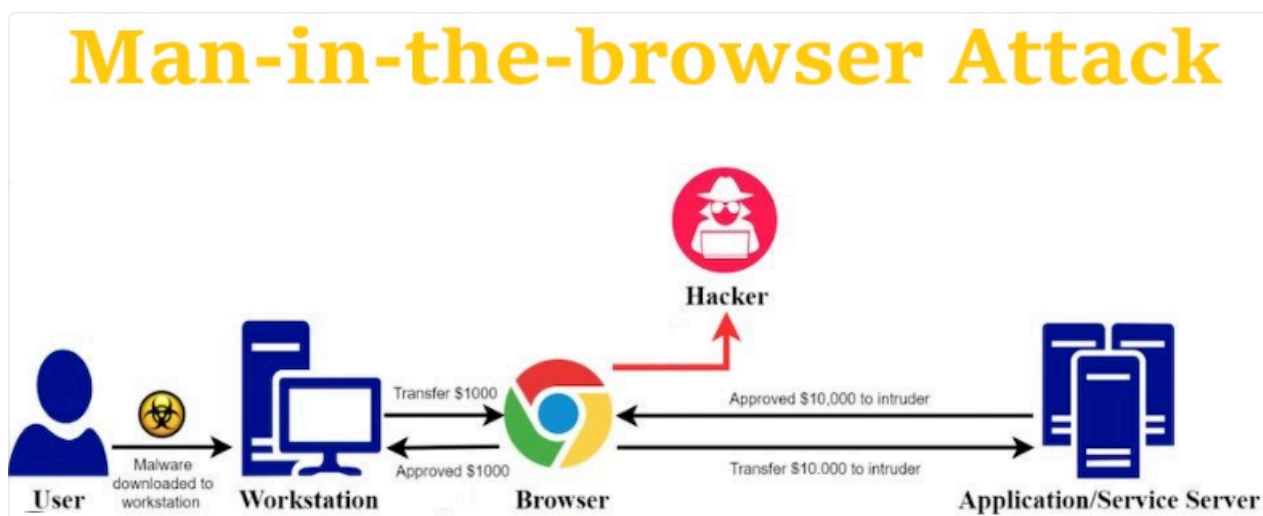 Man-in-the-browser Attack
Hacker
Transfer $1000
Approved $10,000 to intruder
Approved $1000
Transfer $10.000 to intruder
Malware
downloaded to
workstation
User
Workstation
Browser
Application/Service Server